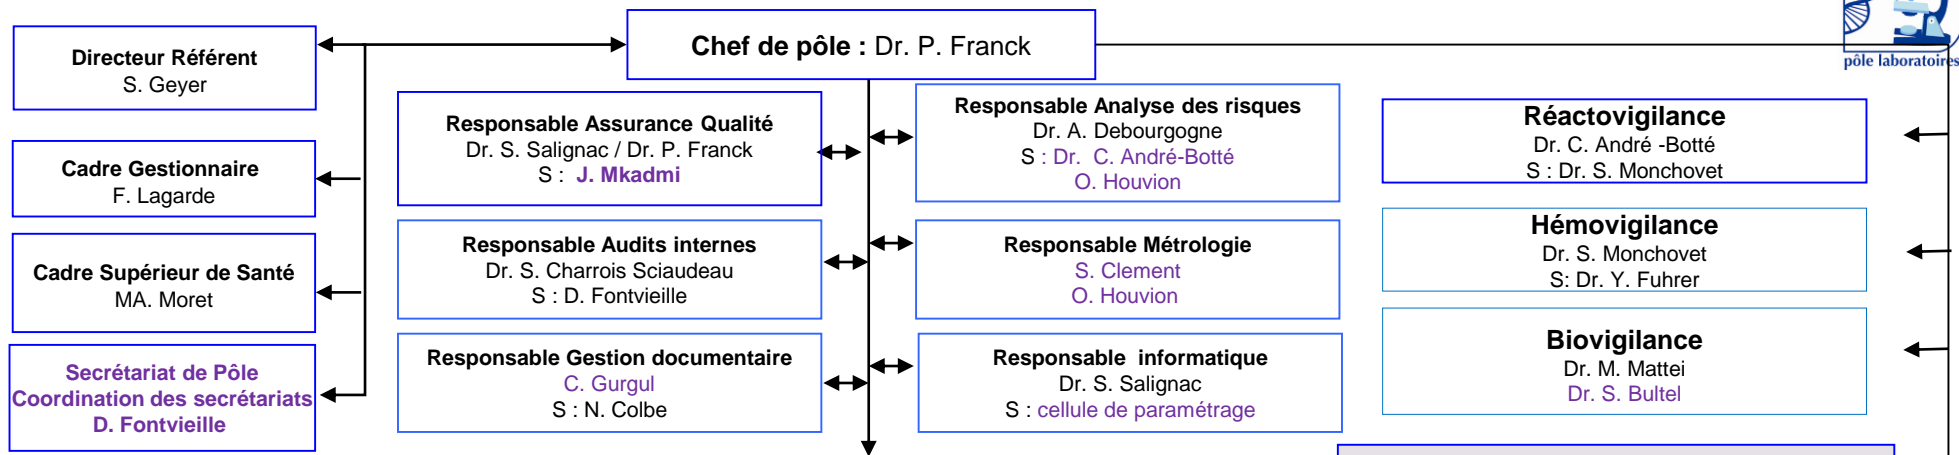 Chef de pôle : Dr. P. Franck
pôle laboratoires
Directeur Référent
S. Geyer
Cadre Gestionnaire
F. Lagarde
Cadre Supérieur de Santé
MA. Moret
Secrétariat de Pôle
Coordination des secrétariats
D. Fontvieille
Responsable Assurance Qualité
Dr. S. Salignac / Dr. P. Franck
S : J. Mkadmi
Responsable Audits internes
Dr. S. Charrois Sciaudeau
S : D. Fontvieille
Responsable Gestion documentaire
C. Gurgul
S : N. Colbe
Responsable Analyse des risques
Dr. A. Debourgogne
S : Dr. C. André-Botté
O. Houvion
Responsable Métrologie
S. Clement
O. Houvion
Responsable informatique
Dr. S. Salignac
S : cellule de paramétrage
Réactovigilance
Dr. C. André -Botté
S : Dr. S. Monchovet
Hémovigilance
Dr. S. Monchovet
S: Dr. Y. Fuhrer
Biovigilance
Dr. M. Mattei
Dr. S. Bultel